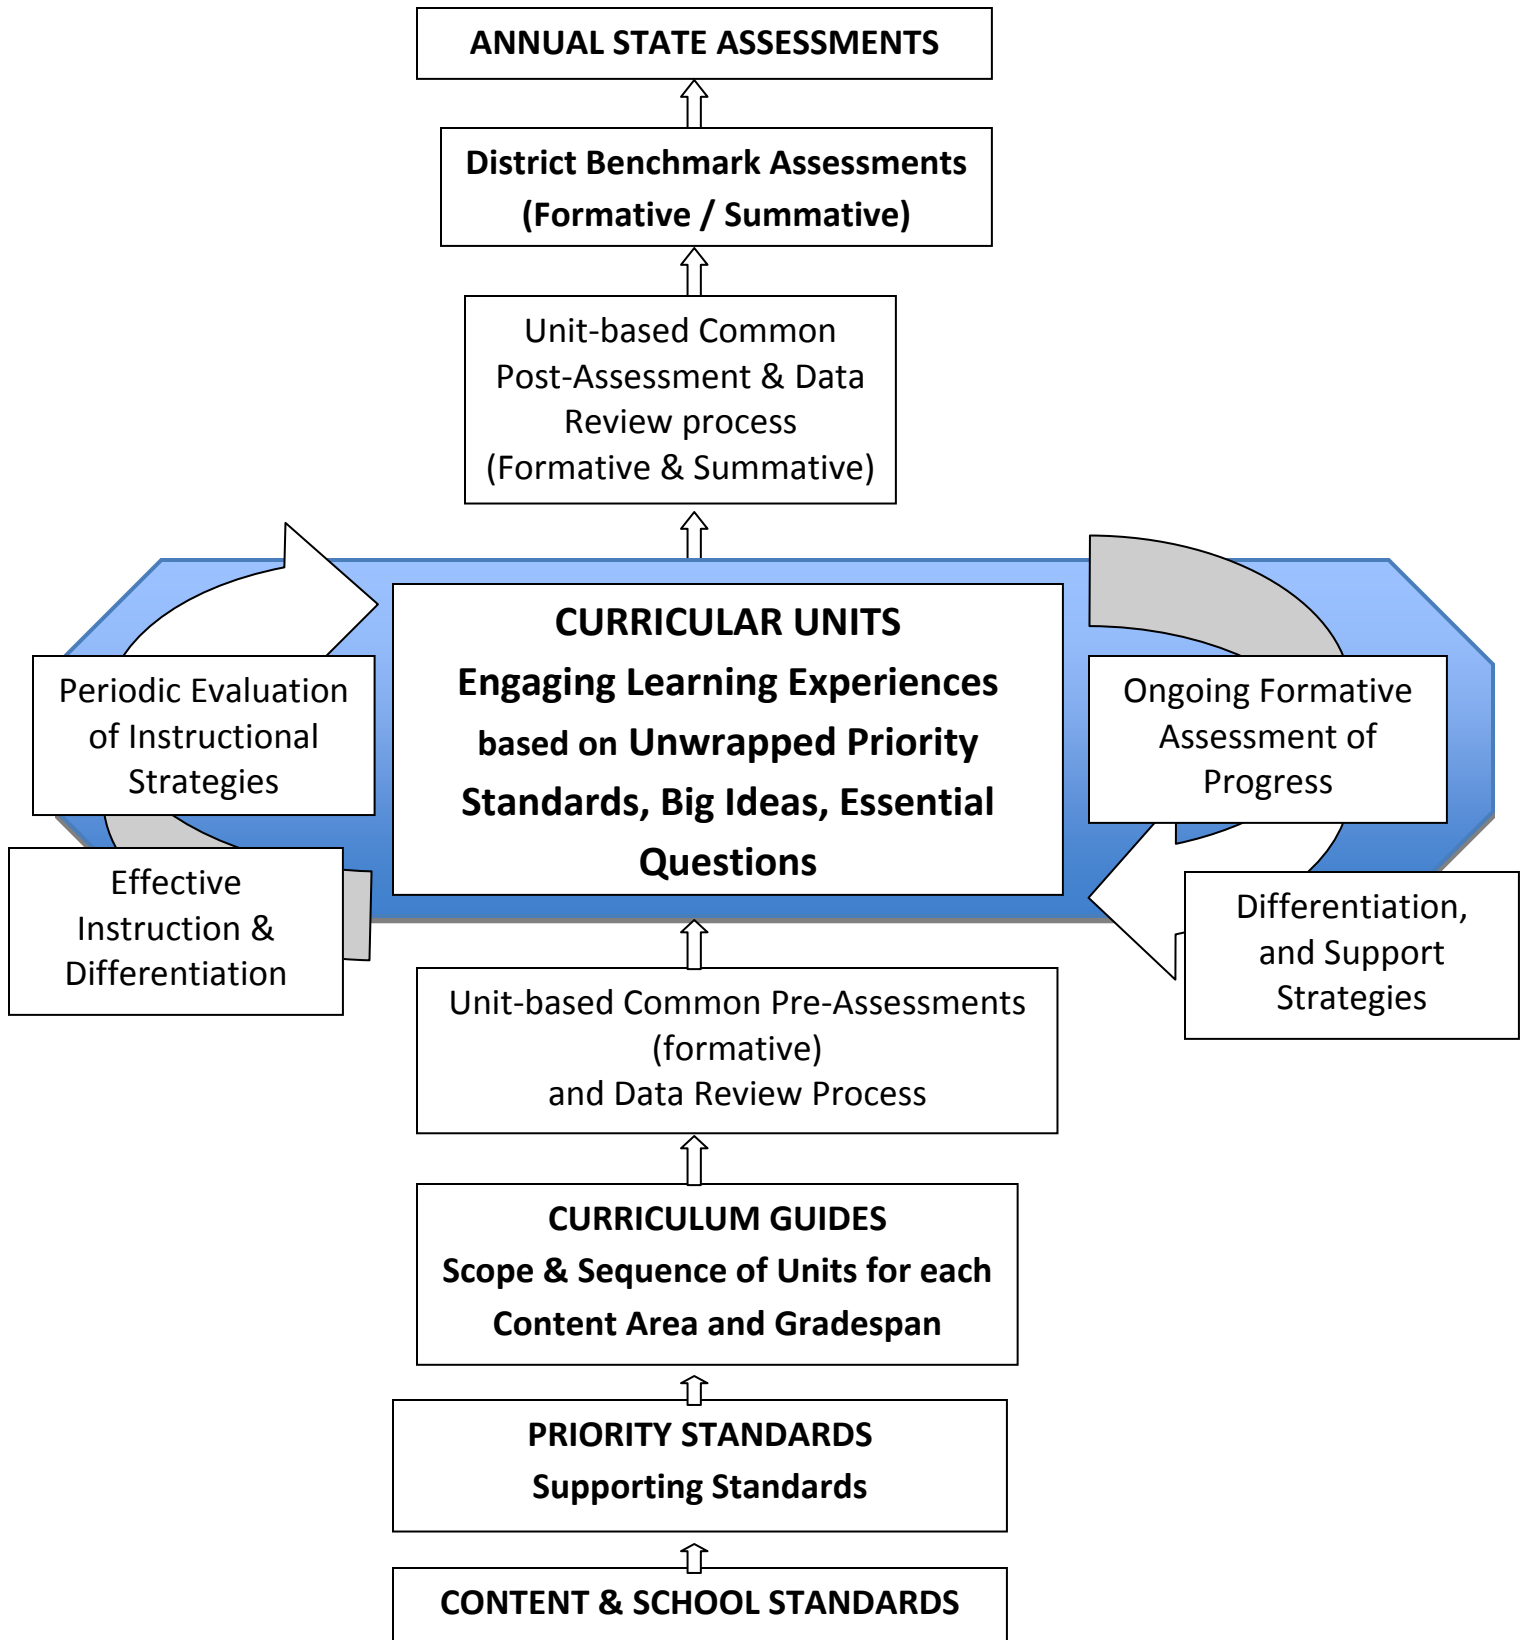 ANNUAL STATE ASSESSMENTS
District Benchmark Assessments
(Formative / Summative)
Unit-based Common
Post-Assessment & Data
Review process
(Formative & Summative)
CURRICULAR UNITS
Engaging Learning Experiences
based on Unwrapped Priority
Standards, Big Ideas, Essential
Questions
Periodic Evaluation
of Instructional
Strategies
Ongoing Formative
Assessment of
Progress
Effective
Instruction &
Differentiation
Differentiation,
and Support
Strategies
Unit-based Common Pre-Assessments
(formative)
and Data Review Process
CURRICULUM GUIDES
Scope & Sequence of Units for each
Content Area and Gradespan
PRIORITY STANDARDS
Supporting Standards
CONTENT & SCHOOL STANDARDS